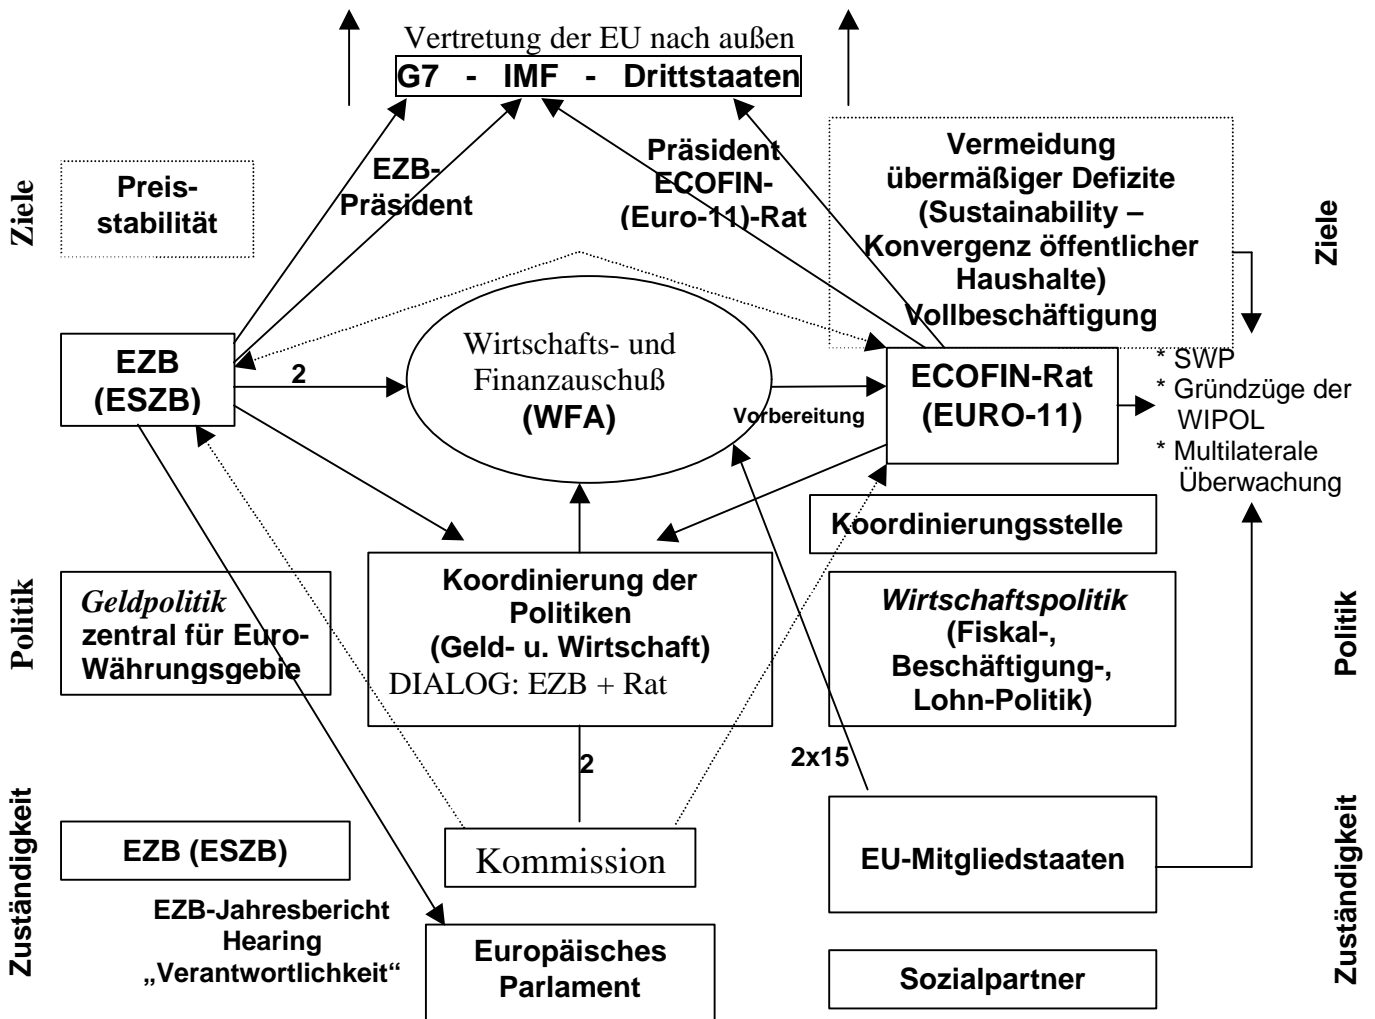 Vertretung der EU nach außen
G7 - IMF - Drittstaaten
Ziele
Preis-
stabilität
EZB-
Präsident
Präsident
ECOFIN-
(Euro-11)-Rat
Vermeidung
übermäßiger Defizite
(Sustainability –
Konvergenz öffentlicher
Haushalte)
Vollbeschäftigung
Ziele
EZB
(ESZB)
2
Wirtschafts- und
Finanzauschuß
(WFA)
Vorbereitung
ECOFIN-Rat
(EURO-11)
* SWP
* Gründzüge der
WIPOL
* Multilaterale
Überwachung
Koordinierungsstelle
Politik
Geldpolitik
zentral für Euro-
Währungsgebie
Koordinierung der
Politiken
(Geld- u. Wirtschaft)
DIALOG: EZB + Rat
Wirtschaftspolitik
(Fiskal-,
Beschäftigung-,
Lohn-Politik)
Politik
2
2x15
Zuständigkeit
EZB (ESZB)
Kommission
EU-Mitgliedstaaten
Zuständigkeit
EZB-Jahresbericht
Hearing
„Verantwortlichkeit“
Europäisches
Parlament
Sozialpartner